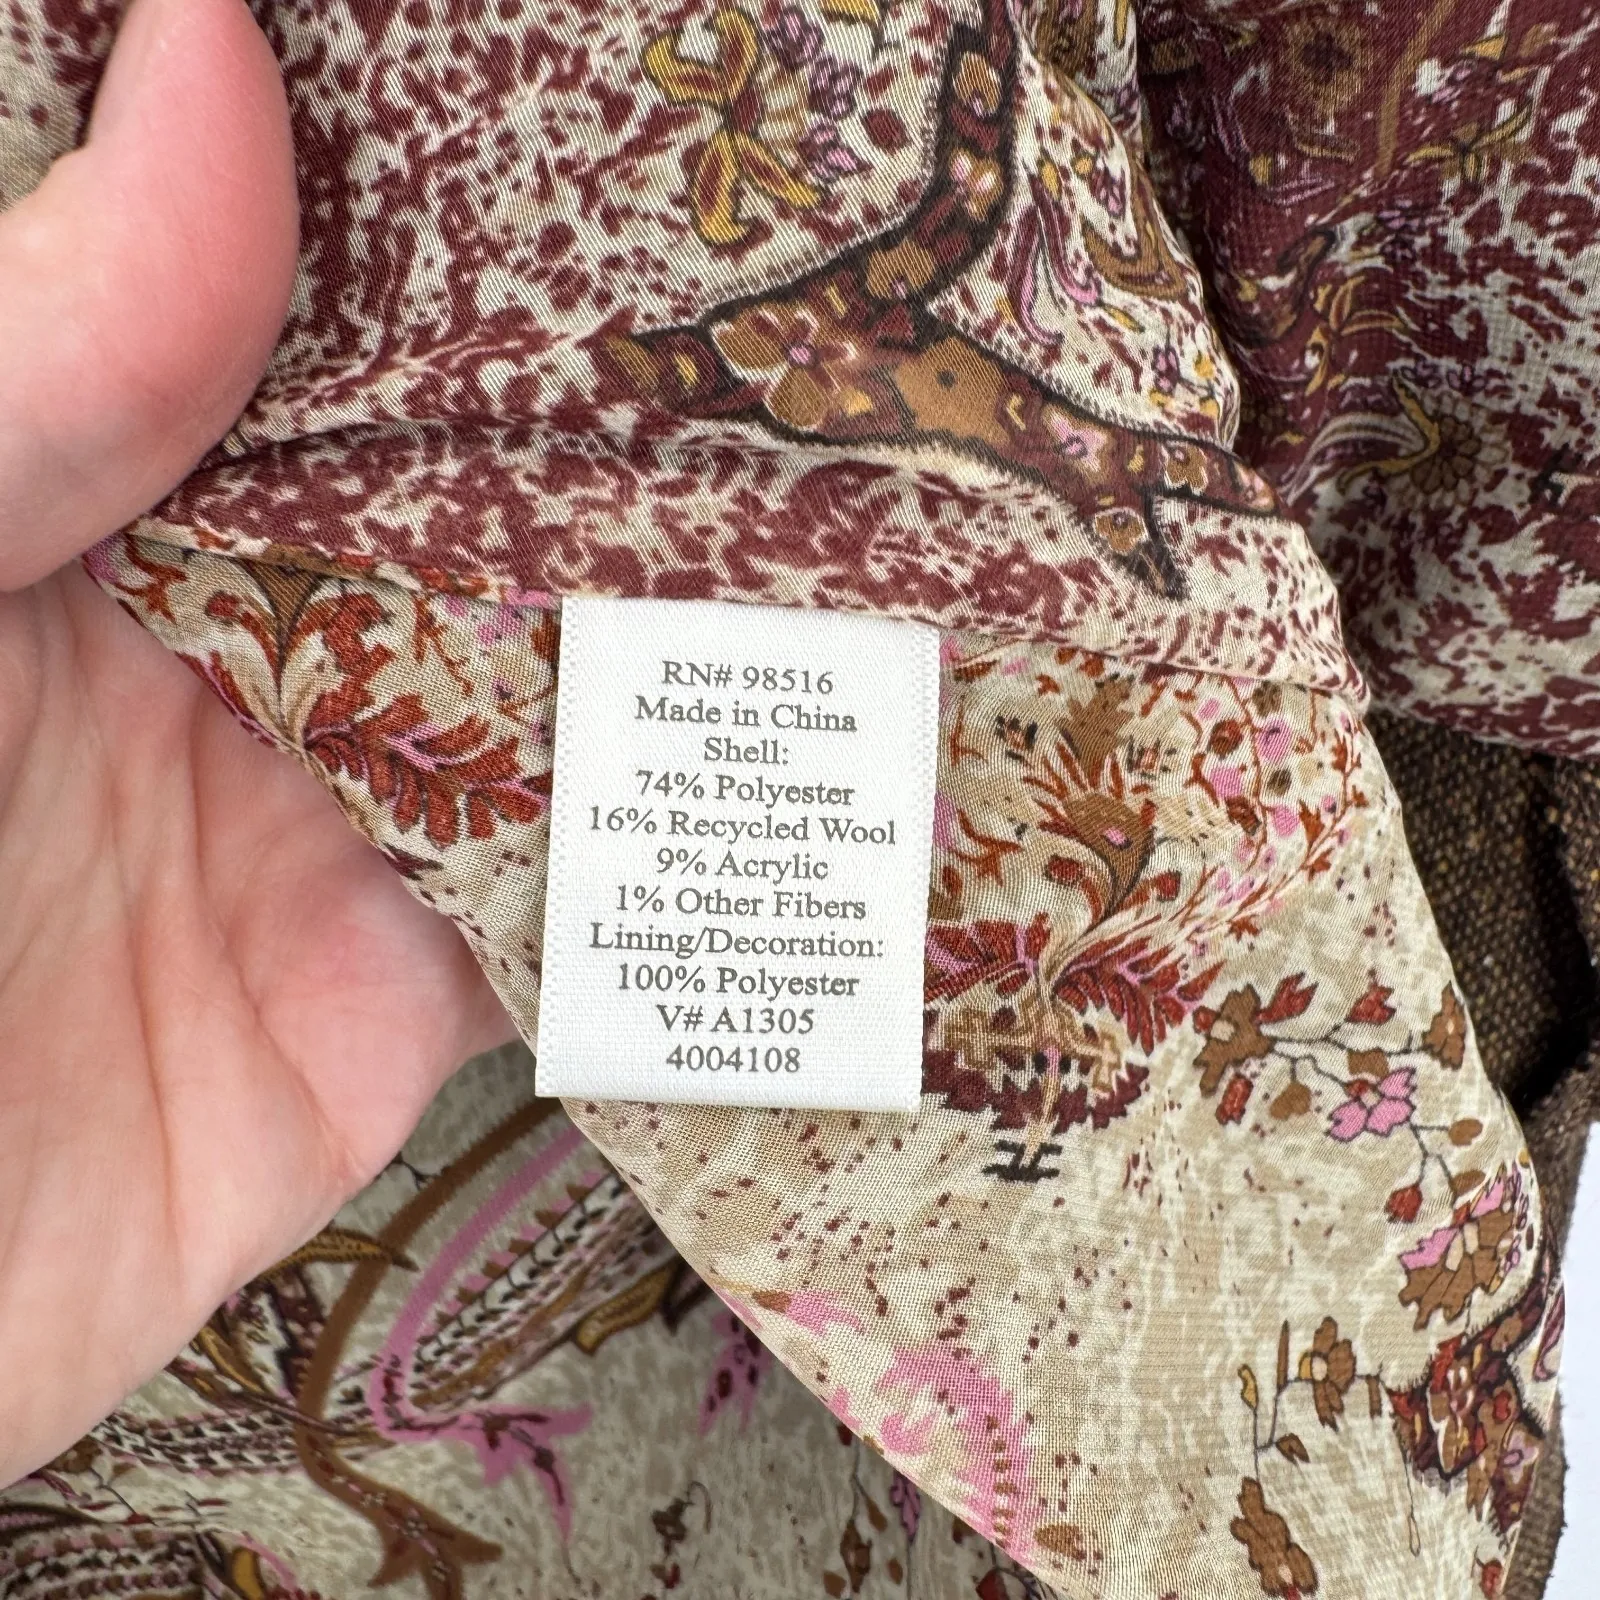 RN# 98516
Made in China
Shell:
74% Polyester
16% Recycled Wool
9% Acrylic
1% Other Fibers
Lining/Decoration:
100% Polyester
V# A1305
4004108